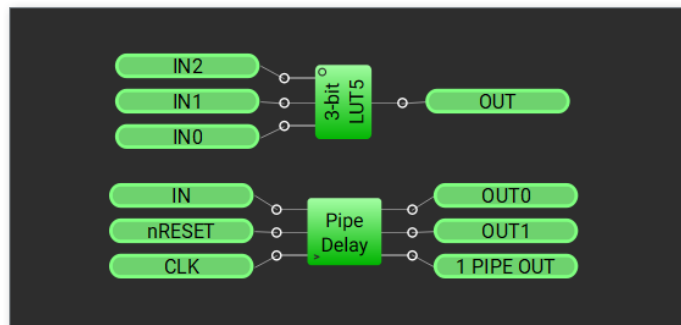 IN2
IN1
IN0
3-bit
LUT5
OUT
IN
nRESET
CLK
Pipe
Delay
>
OUT0
OUT1
1 PIPE OUT